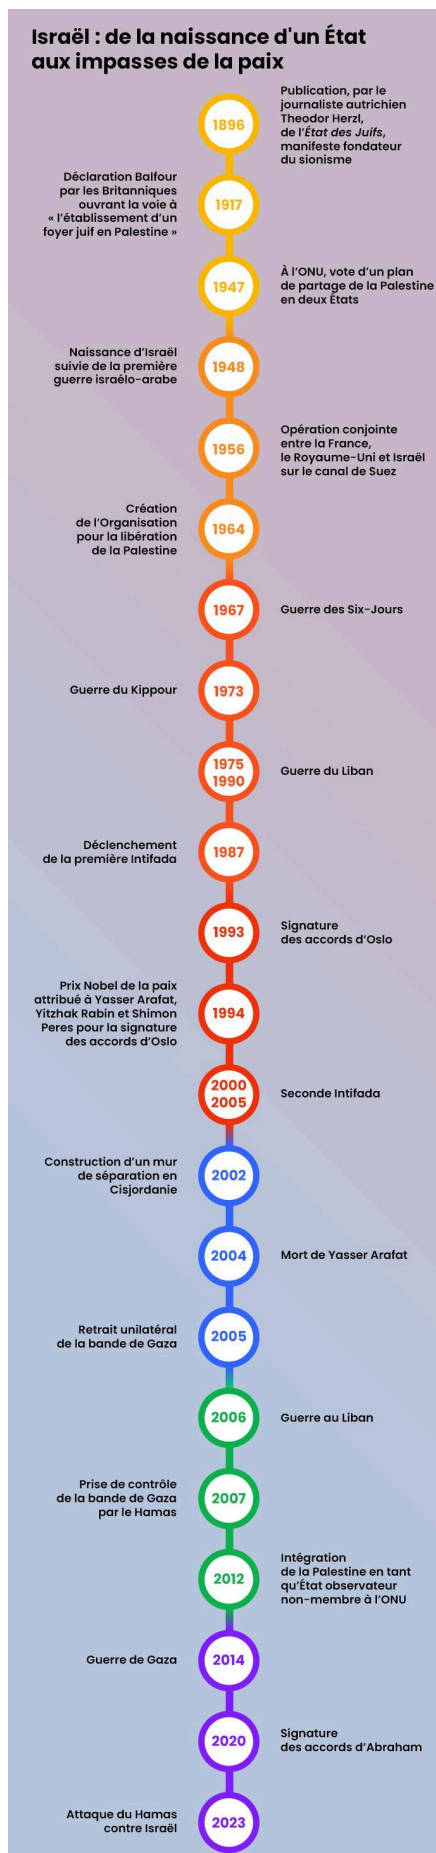 Israël : de la naissance d'un État
aux impasses de la paix
1896
Publication, par le
journaliste autrichien
Theodor Herzl,
de l'État des Juifs,
manifeste fondateur
du sionisme
Déclaration Balfour
par les Britanniques
ouvrant la voie à
« l'établissement d'un
foyer juif en Palestine »
1917
1947
À l'ONU, vote d'un plan
de partage de la Palestine
en deux États
Naissance d'Israël
suivie de la première
guerre israélo-arabe
1948
1956
Opération conjointe
entre la France,
le Royaume-Uni et Israël
sur le canal de Suez
Création
de l'Organisation
pour la libération
de la Palestine
1964
1967
Guerre des Six-Jours
Guerre du Kippour
1973
1975
1990
Guerre du Liban
Déclenchement
de la première Intifada
1987
1993
Signature
des accords d'Oslo
Prix Nobel de la paix
attribué à Yasser Arafat,
Yitzhak Rabin et Shimon
Peres pour la signature
des accords d'Oslo
1994
2000
2005
Seconde Intifada
Construction d'un mur
de séparation en
Cisjordanie
2002
2004
Mort de Yasser Arafat
Retrait unilatéral
de la bande de Gaza
2005
2006
Guerre au Liban
Prise de contrôle
de la bande de Gaza
par le Hamas
2007
2012
Intégration
de la Palestine en tant
qu'État observateur
non-membre à l'ONU
Guerre de Gaza
2014
2020
Signature
des accords d'Abraham
Attaque du Hamas
contre Israël
2023